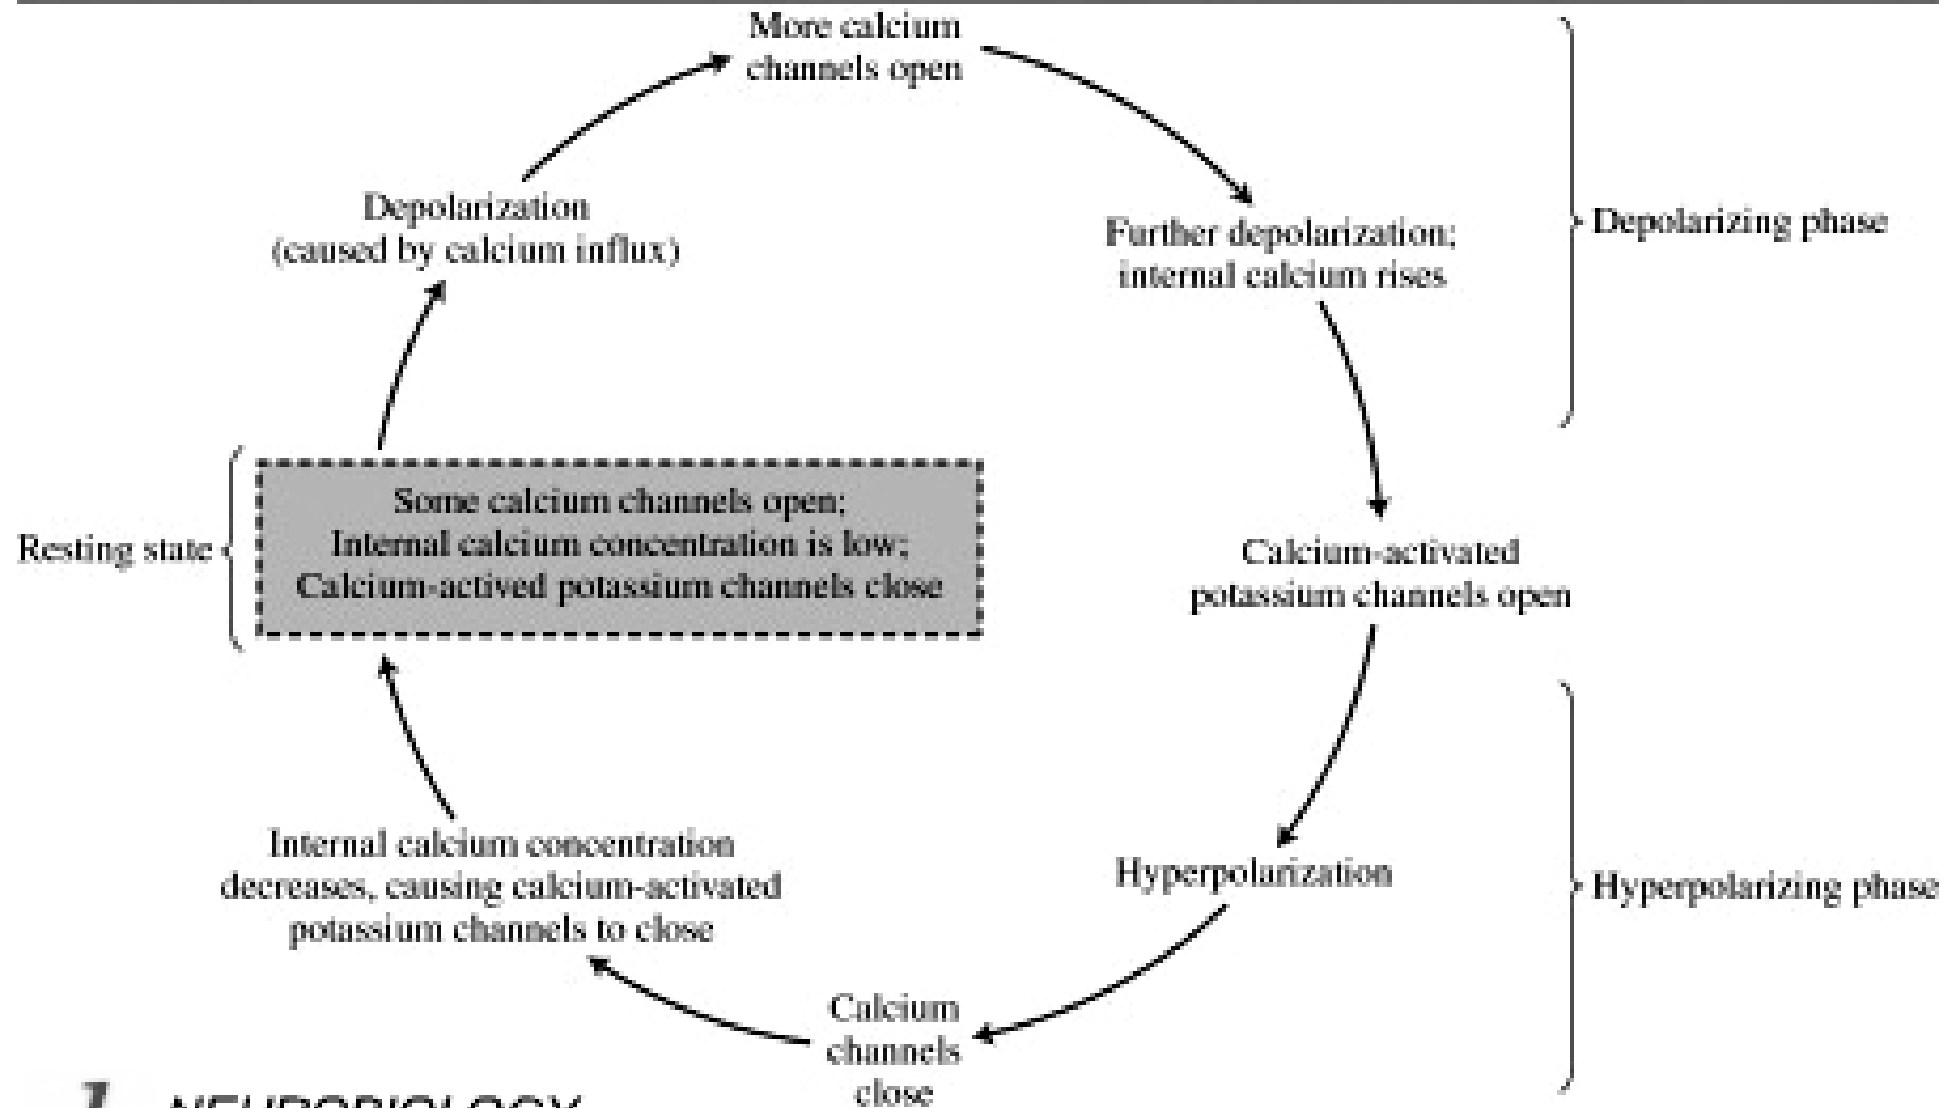 More calcium
channels open
Depolarization
(caused by calcium influx)
Further depolarization;
internal calcium rises
Depolarizing phase
Resting state
Some calcium channels open;
Internal calcium concentration is low;
Calcium-actived potassium channels close
Calcium-activated
potassium channels open
Internal calcium concentration
decreases, causing calcium-activated
potassium channels to close
Hyperpolarization
Hyperpolarizing phase
Calcium
channels
close
NEUROBIOLOGY